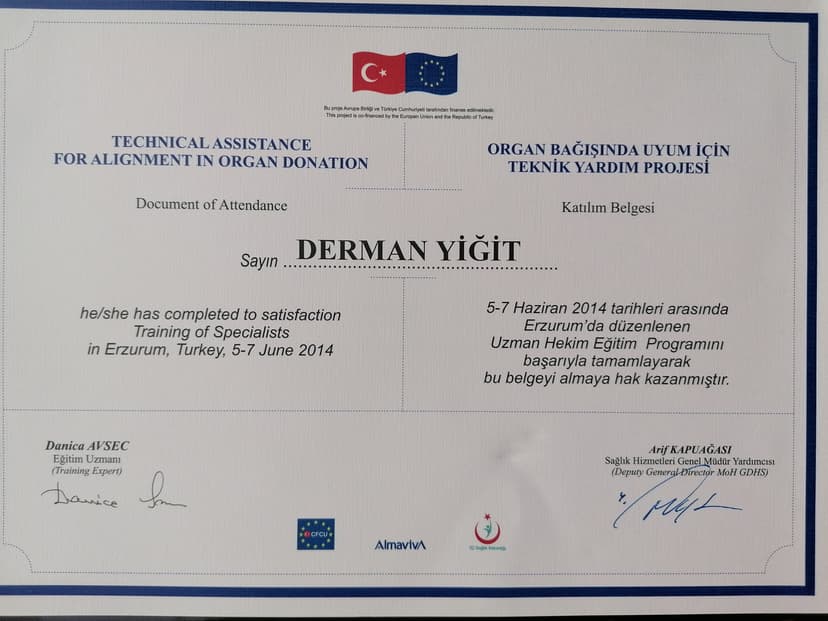 Bu proje Avrupa Birliği ve Türkiye Cumhuriyeti tarafından finanse edilmektedir.
This project is co-financed by the European Union and the Republic of Turkey
TECHNICAL ASSISTANCE
FOR ALIGNMENT IN ORGAN DONATION
Document of Attendance
ORGAN BAĞIŞINDA UYUM İÇİN
TEKNİK YARDIM PROJESİ
Katılım Belgesi
Sayın DERMAN YİĞİT
he/she has completed to satisfaction
Training of Specialists
in Erzurum, Turkey, 5-7 June 2014
5-7 Haziran 2014 tarihleri arasında
Erzurum'da düzenlenen
Uzman Hekim Eğitim Programını
başarıyla tamamlayarak
bu belgeyi almaya hak kazanmıştır.
Danica AVSEC
Eğitim Uzmanı
(Training Expert)
Danica
Arif KAPUAĞASI
Sağlık Hizmetleri Genel Müdür Yardımcısı
(Deputy General Director MoH GDHS)
CFCU
AlmavivA
TC Sağlık Bakanlığı